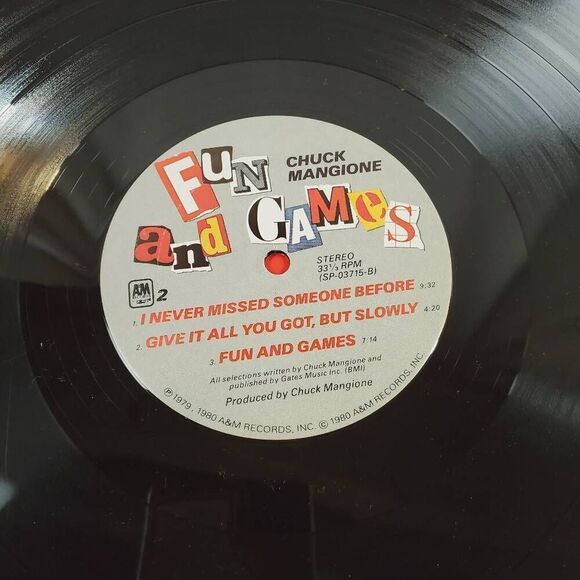 Fun
CHUCK
MANGIONE
and GAMes
STEREO
33⅓ RPM
(SP-03715-B)
A&M
RECORDS
2
1. I NEVER MISSED SOMEONE BEFORE 9:32
2. GIVE IT ALL YOU GOT, BUT SLOWLY 4:20
3. FUN AND GAMES 7:14
All selections written by Chuck Mangione and
published by Gates Music Inc. (BMI)
Produced by Chuck Mangione
℗ 1979, 1980 A&M RECORDS, INC. © 1980 A&M RECORDS, INC.